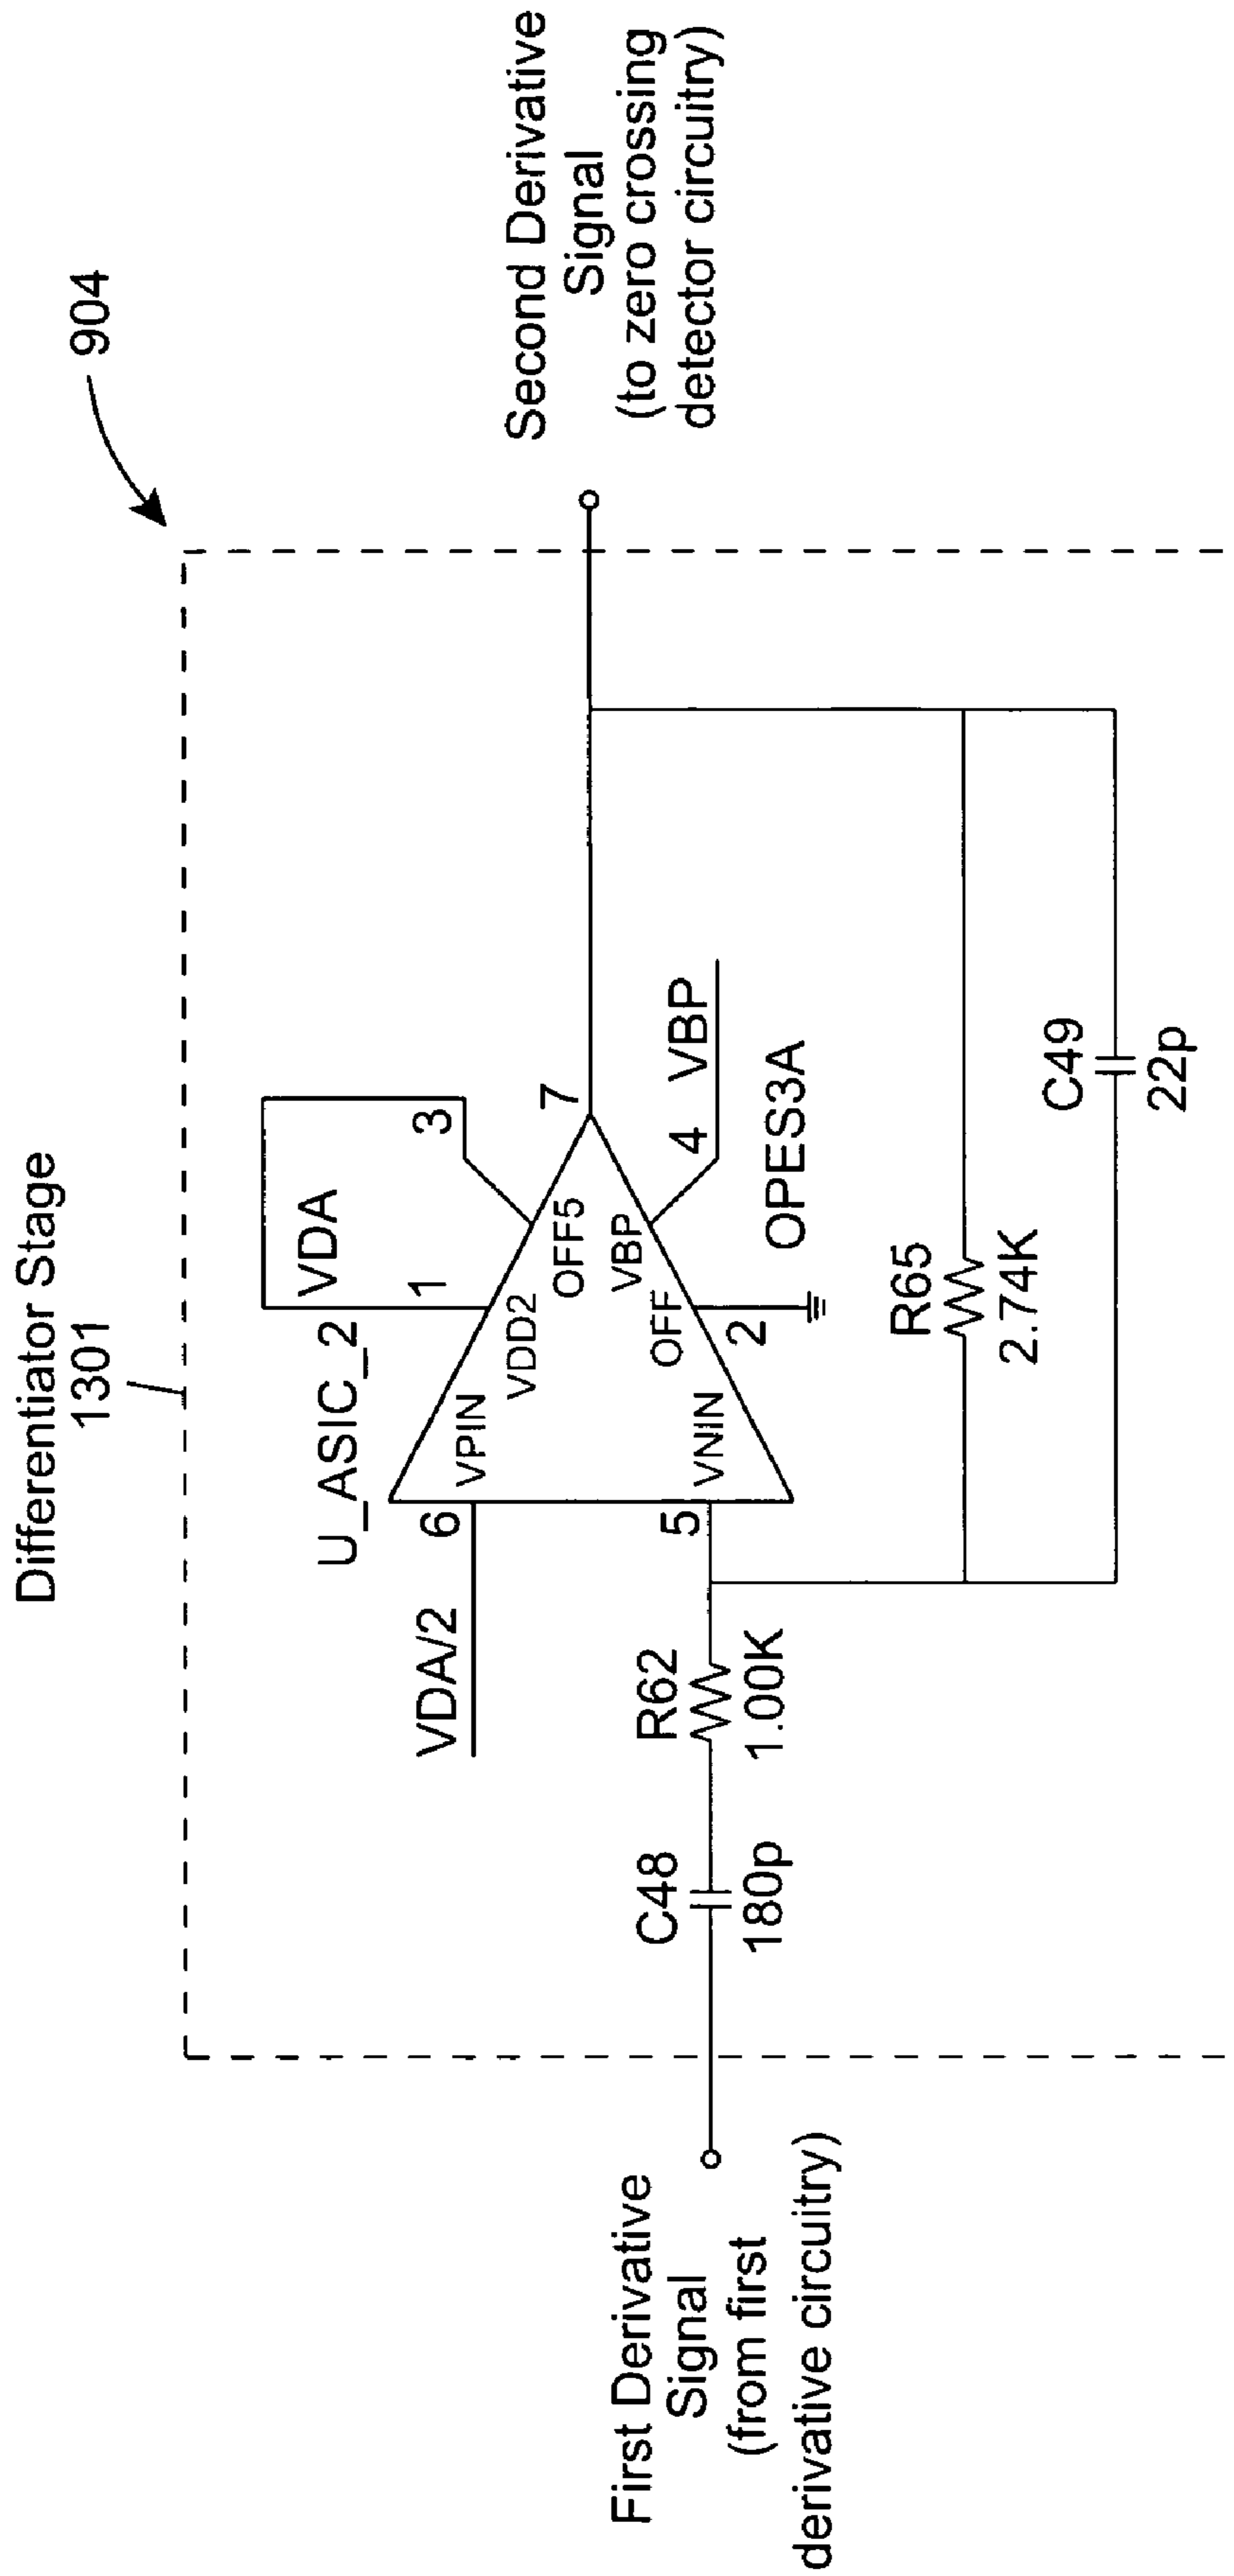 Differentiator Stage
1301
904
First Derivative
Signal
(from first
derivative circuitry)
C48
180p
R62
1.00K
VDA/2
6
5
U_ASIC_2
VPIN
VNIN
VDD2
OFF
OFF5
VBP
1
VDA
3
2
4
VBP
OPES3A
7
R65
2.74K
C49
22p
Second Derivative
Signal
(to zero crossing
detector circuitry)